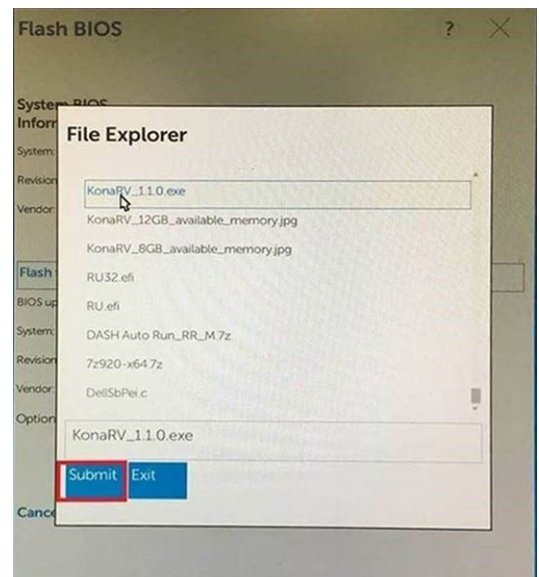 Flash BIOS ?
System BIOS
Inforr
System:
Revision
Vendor:
File Explorer
KonaRV_1.1.0.exe
KonaRV_12GB_available_memory.jpg
KonaRV_8GB_available_memory.jpg
RU32.efi
RU.efi
DASH Auto Run_RR_M.7z
7z920-x64.7z
DellSbPei.c
Flash
BIOS up
System:
Revision
Vendor:
Option
KonaRV_1.1.0.exe
Submit Exit
Cance